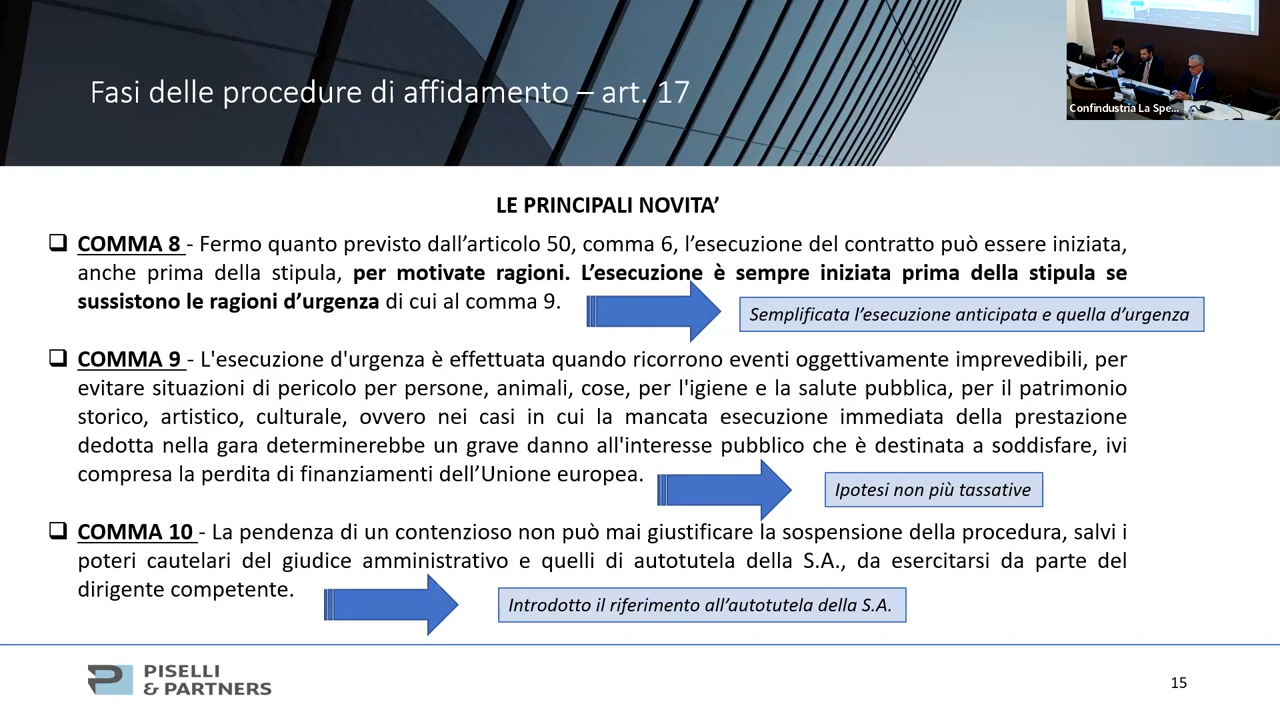 Fasi delle procedure di affidamento – art. 17
Confindustria La Spe...
LE PRINCIPALI NOVITA’
❑ COMMA 8 - Fermo quanto previsto dall’articolo 50, comma 6, l’esecuzione del contratto può essere iniziata,
anche prima della stipula, per motivate ragioni. L’esecuzione è sempre iniziata prima della stipula se
sussistono le ragioni d’urgenza di cui al comma 9.
Semplificata l’esecuzione anticipata e quella d’urgenza
❑ COMMA 9 - L'esecuzione d'urgenza è effettuata quando ricorrono eventi oggettivamente imprevedibili, per
evitare situazioni di pericolo per persone, animali, cose, per l'igiene e la salute pubblica, per il patrimonio
storico, artistico, culturale, ovvero nei casi in cui la mancata esecuzione immediata della prestazione
dedotta nella gara determinerebbe un grave danno all'interesse pubblico che è destinata a soddisfare, ivi
compresa la perdita di finanziamenti dell’Unione europea.
Ipotesi non più tassative
❑ COMMA 10 - La pendenza di un contenzioso non può mai giustificare la sospensione della procedura, salvi i
poteri cautelari del giudice amministrativo e quelli di autotutela della S.A., da esercitarsi da parte del
dirigente competente.
Introdotto il riferimento all’autotutela della S.A.
PISELLI
& PARTNERS
15